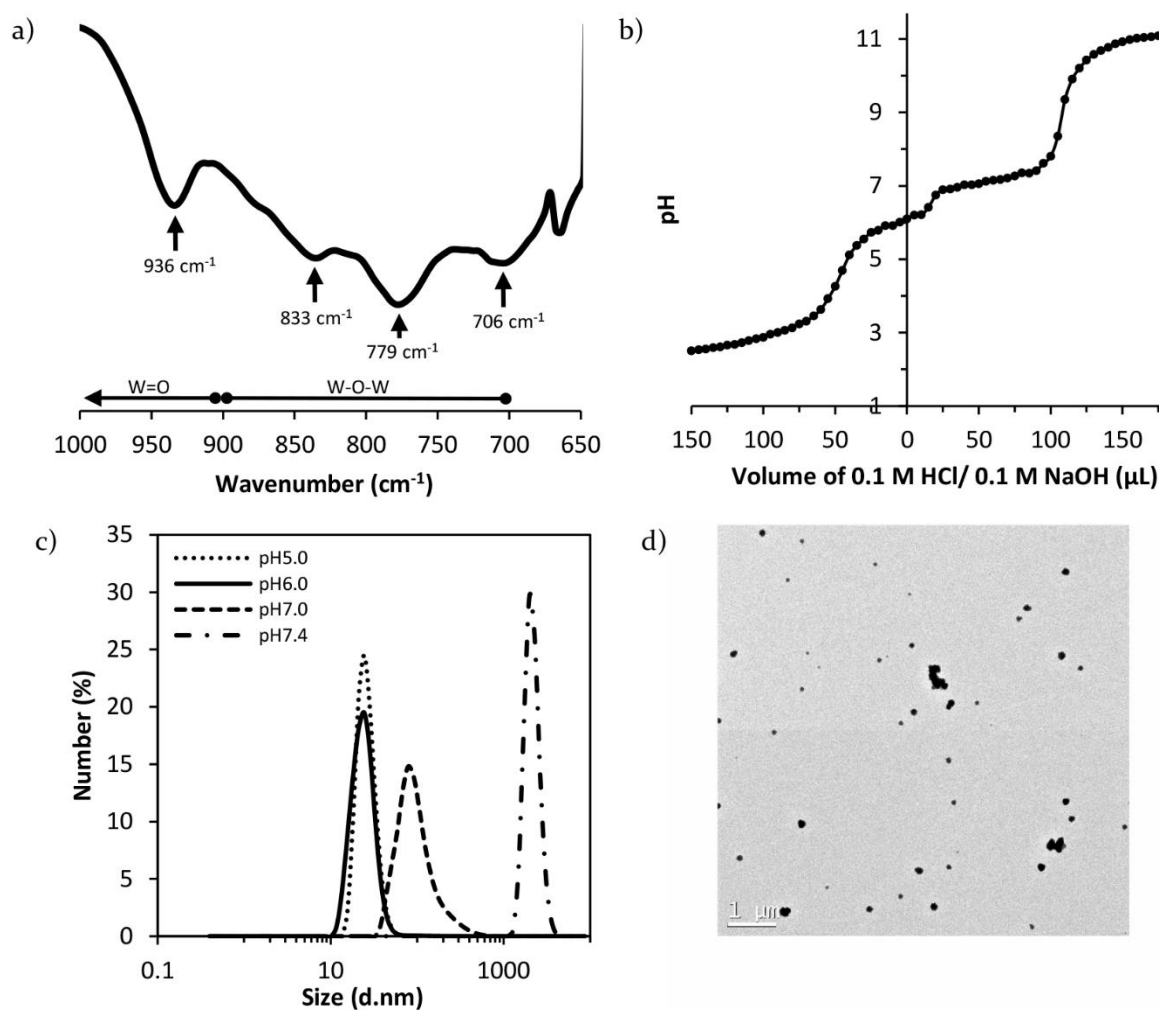 a)
936 cm⁻¹
833 cm⁻¹
779 cm⁻¹
706 cm⁻¹
W=O
W-O-W
1000 950 900 850 800 750 700 650
Wavenumber (cm⁻¹)
b)
11
9
7
5
3
1
pH
150 100 50 0 50 100 150
Volume of 0.1 M HCl/ 0.1 M NaOH (µL)
c)
35
30
25
20
15
10
5
0
Number (%)
pH5.0
pH6.0
pH7.0
pH7.4
0.1 10 1000
Size (d.nm)
d)
1 µm